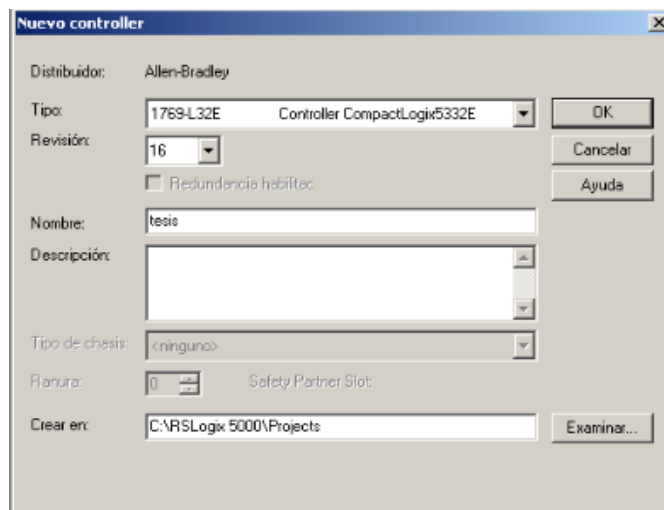 Nuevo controller
Distribuidor: Allen-Bradley
Tipo: 1769-L32E Controller CompactLogix5332E OK
Revisión: 16 Cancelar
Redundancia habilitac Ayuda
Nombre: tesis
Descripción:
Tipo de chasis: <ninguno>
Ranura: 0 Safety Partner Slot:
Crear en: C:\RSLogix 5000\Projects Examinar...